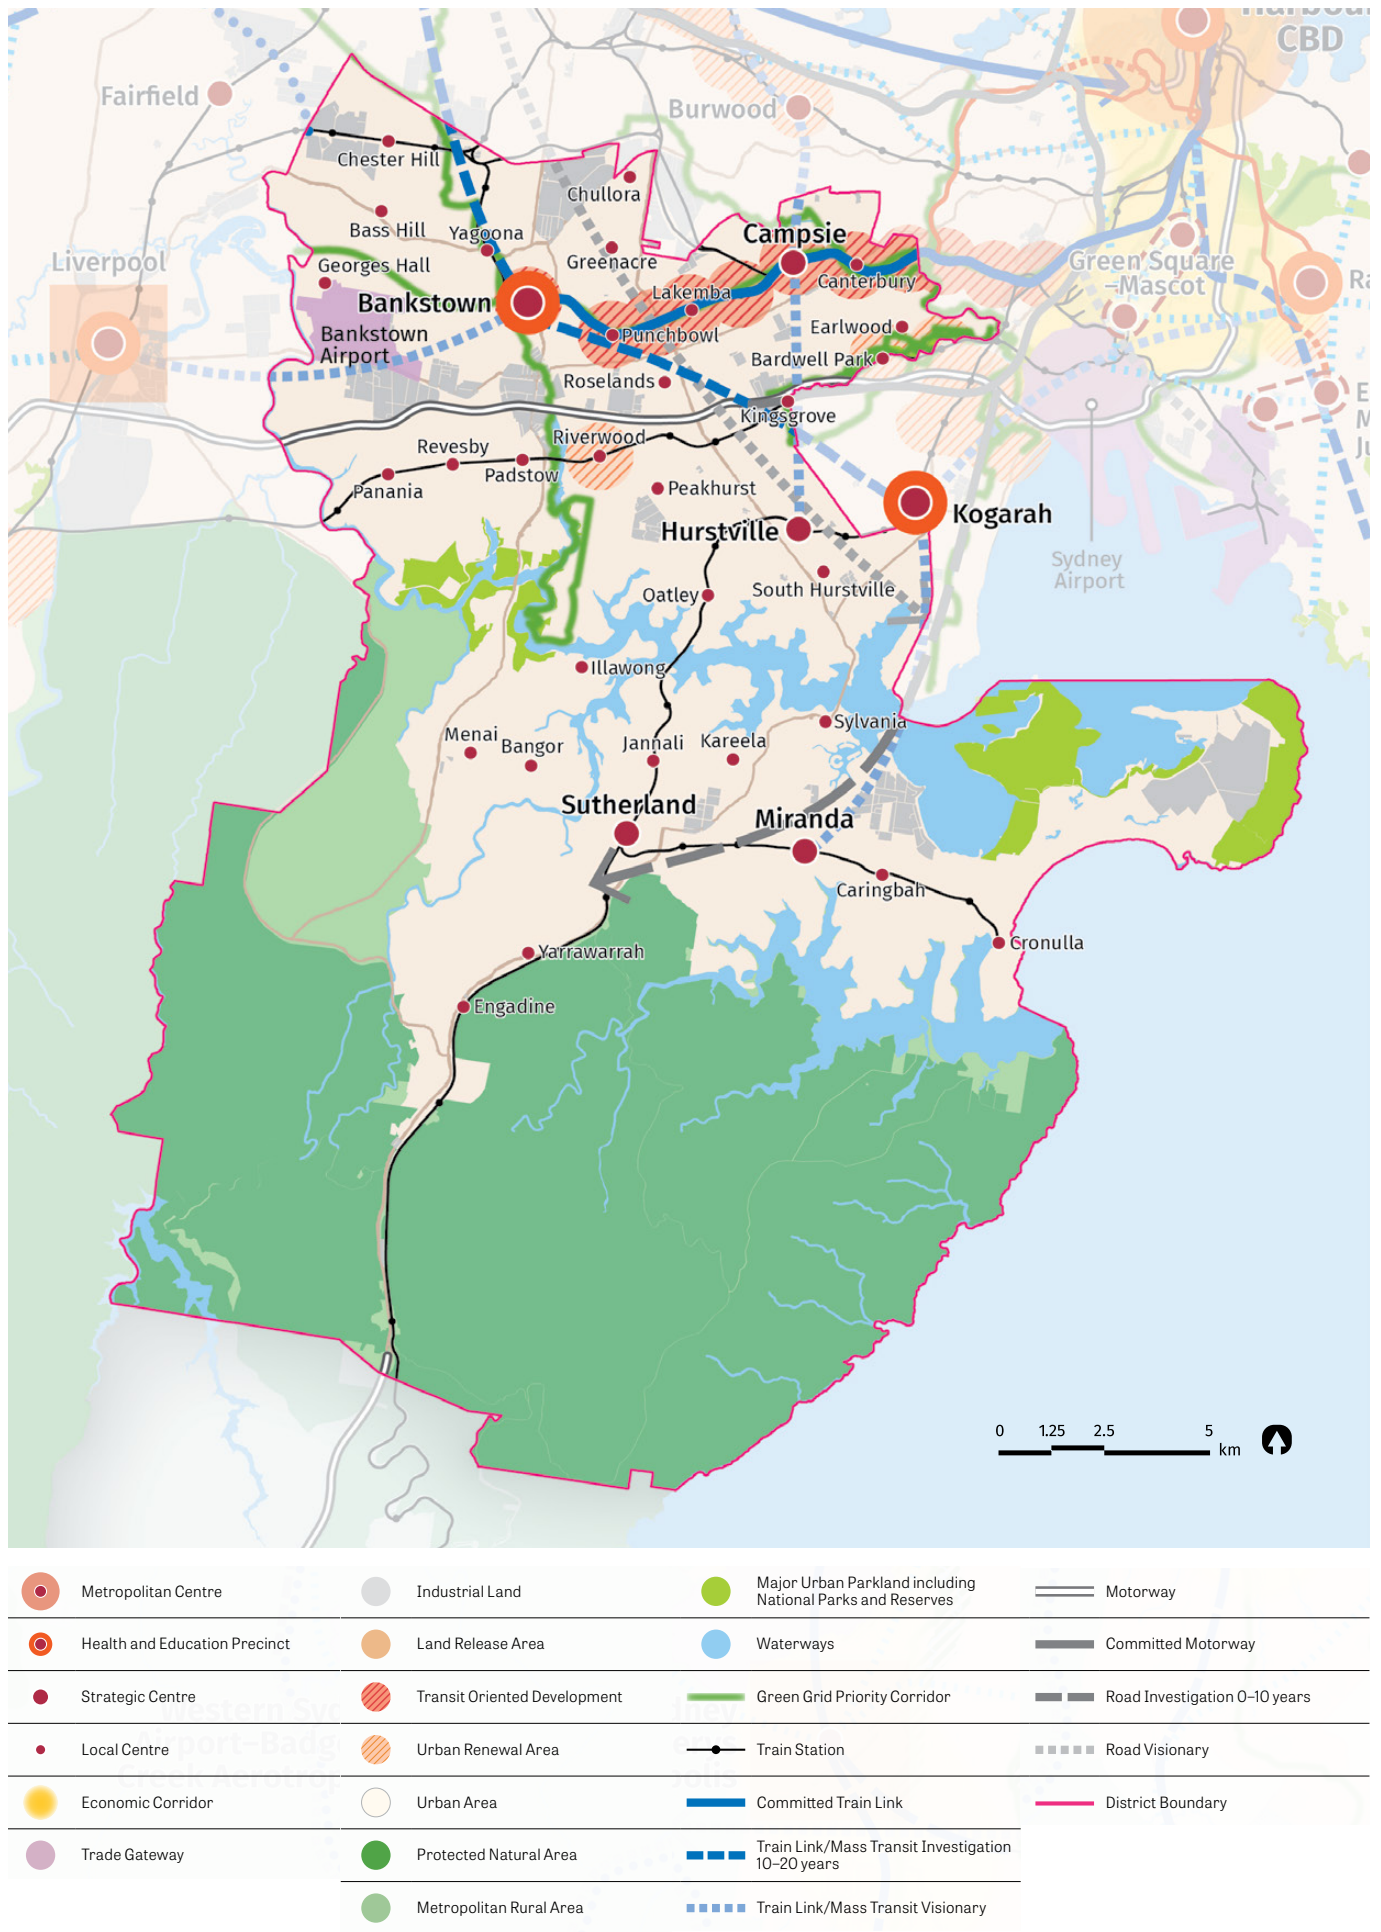 Harbour
CBD
Fairfield
Burwood
Chester Hill
Chullora
Bass Hill
Yagoona
Campsie
Liverpool
Georges Hall
Greenacre
Green Square
–Mascot
Canterbury
Lakemba
Bankstown
Ra
Bankstown
Airport
Punchbowl
Earlwood
Bardwell Park
Roselands
Kingsgrove
E
M
Ju
Revesby
Riverwood
Padstow
Panania
Peakhurst
Kogarah
Hurstville
Sydney
Airport
South Hurstville
Oatley
Illawong
Sylvania
Menai
Bangor
Jannali
Kareela
Sutherland
Miranda
Caringbah
Cronulla
Yarrawarrah
Engadine
0 1.25 2.5 5
km
Metropolitan Centre
Health and Education Precinct
Strategic Centre
Local Centre
Economic Corridor
Trade Gateway
Industrial Land
Land Release Area
Transit Oriented Development
Urban Renewal Area
Urban Area
Protected Natural Area
Metropolitan Rural Area
Major Urban Parkland including
National Parks and Reserves
Waterways
Green Grid Priority Corridor
Train Station
Committed Train Link
Train Link/Mass Transit Investigation
10–20 years
Train Link/Mass Transit Visionary
Motorway
Committed Motorway
Road Investigation 0–10 years
Road Visionary
District Boundary